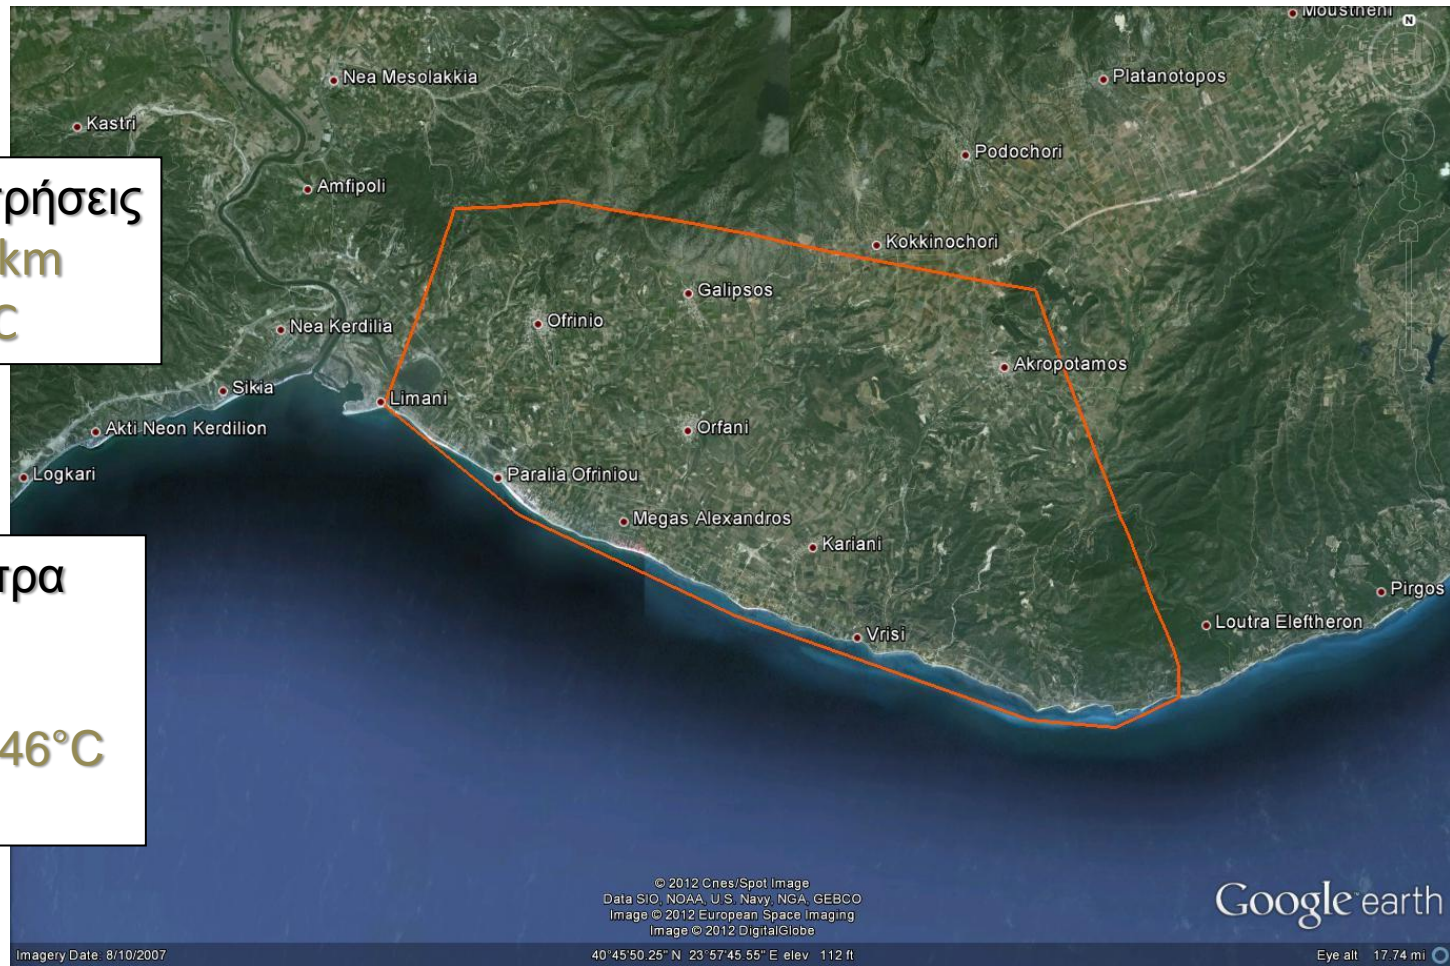 Moustheni
N
Nea Mesolakkia
Platanotopos
Kastri
Podochori
Amfipoli
Kokkinochori
km
Galipsos
Ofrinio
Nea Kerdilia
Akropotamos
Sikia
Limani
Akti Neon Kerdilion
Orfani
Logkari
Paralia Ofriniou
Megas Alexandros
Kariani
Pirgos
Loutra Eleftheron
Vrisi
46°C
© 2012 Cnes/Spot Image
Data SIO, NOAA, U.S. Navy, NGA, GEBCO
Image © 2012 European Space Imaging
Image © 2012 DigitalGlobe
Google earth
Imagery Date: 8/10/2007
40°45'50.25" N 23°57'45.55" E elev 112 ft
Eye alt 17.74 mi